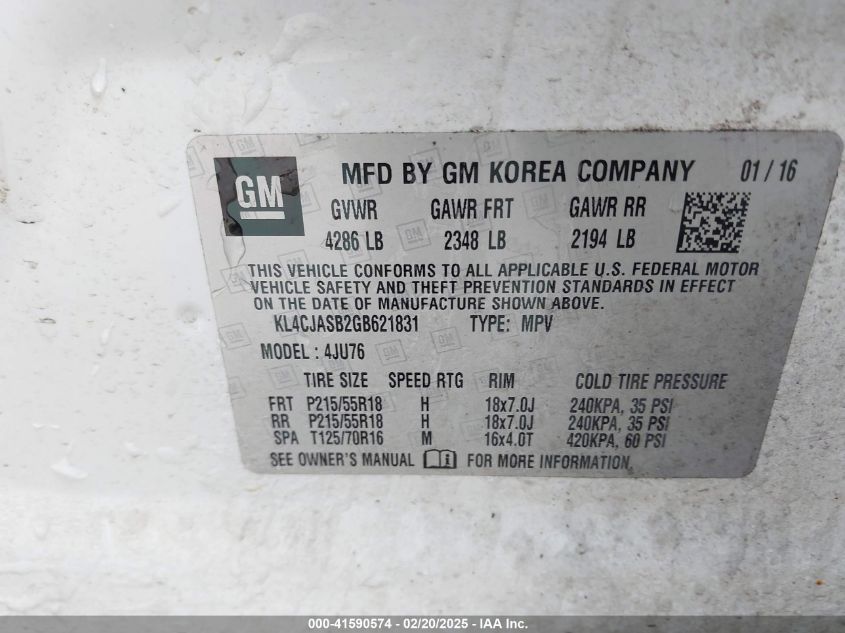 GM
MFD BY GM KOREA COMPANY 01 / 16
GVWR GAWR FRT GAWR RR
4286 LB 2348 LB 2194 LB
THIS VEHICLE CONFORMS TO ALL APPLICABLE U.S. FEDERAL MOTOR
VEHICLE SAFETY AND THEFT PREVENTION STANDARDS IN EFFECT
ON THE DATE OF MANUFACTURE SHOWN ABOVE.
KL4CJASB2GB621831 TYPE: MPV
MODEL : 4JU76
TIRE SIZE SPEED RTG RIM COLD TIRE PRESSURE
FRT P215/55R18 H 18x7.0J 240KPA, 35 PSI
RR P215/55R18 H 18x7.0J 240KPA, 35 PSI
SPA T125/70R16 M 16x4.0T 420KPA, 60 PSI
SEE OWNER'S MANUAL FOR MORE INFORMATION
000-41590574 - 02/20/2025 - IAA Inc.